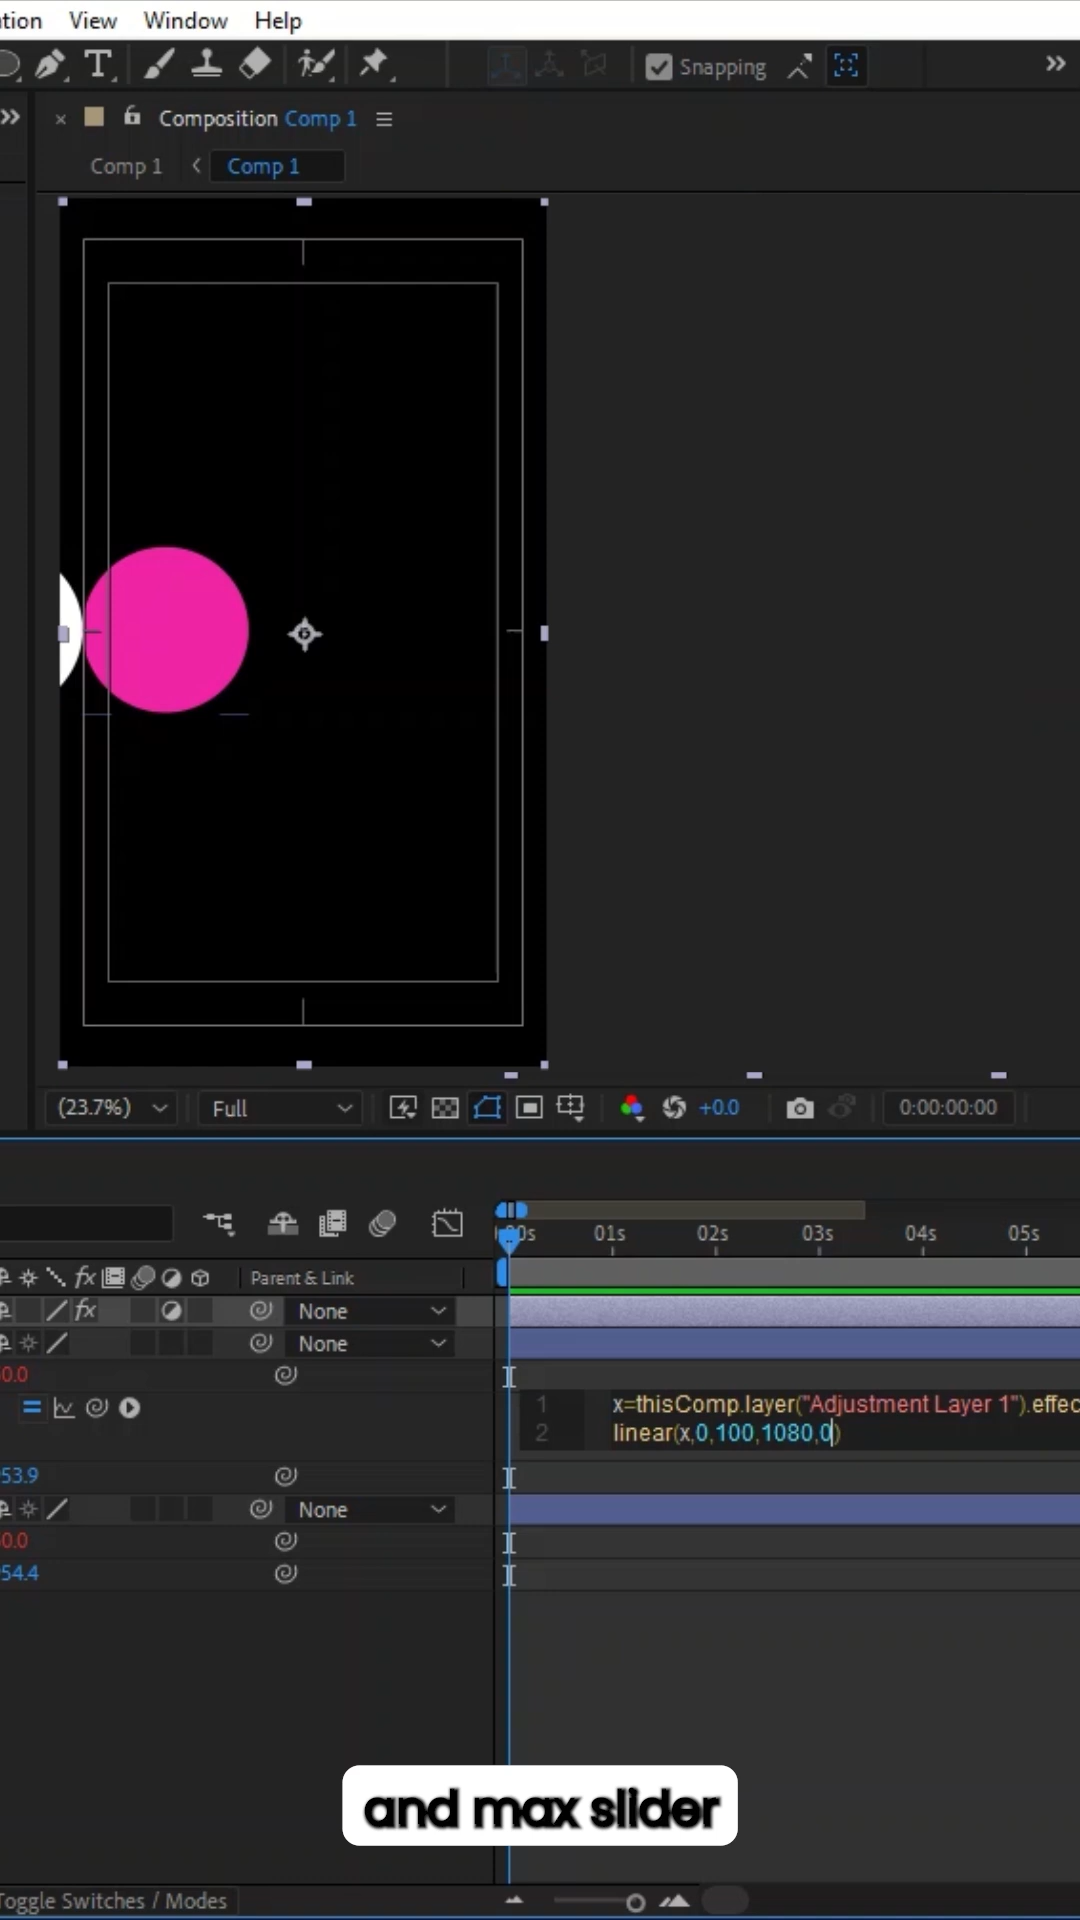 View Window Help
T Snapping
Composition Comp 1
Comp 1 Comp 1
(23.7%) Full +0.0 0:00:00:00
01s 02s 03s 04s 05s
fx Parent & Link
fx None
None
0.0
1 x=thisComp.layer("Adjustment Layer 1").effec
2 linear(x,0,100,1080,0)
53.9
None
0.0
54.4
and max slider
Toggle Switches / Modes